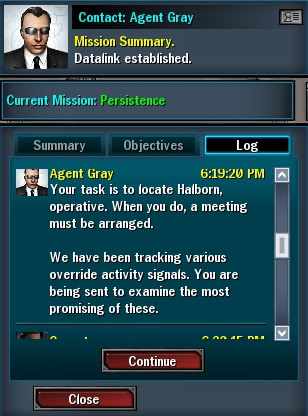 Contact: Agent Gray
Mission Summary.
Datalink established.
Current Mission: Persistence
Summary
Objectives
Log
Agent Gray 6:19:20 PM
Your task is to locate Halborn,
operative. When you do, a meeting
must be arranged.
We have been tracking various
override activity signals. You are
being sent to examine the most
promising of these.
Continue
Close